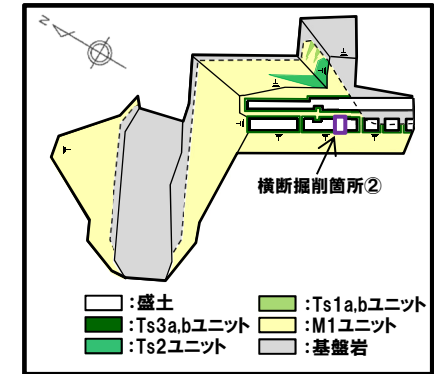 N
横断掘削箇所②
:盛土
:Ts1a,bユニット
:Ts3a,bユニット
:M1ユニット
:Ts2ユニット
:基盤岩